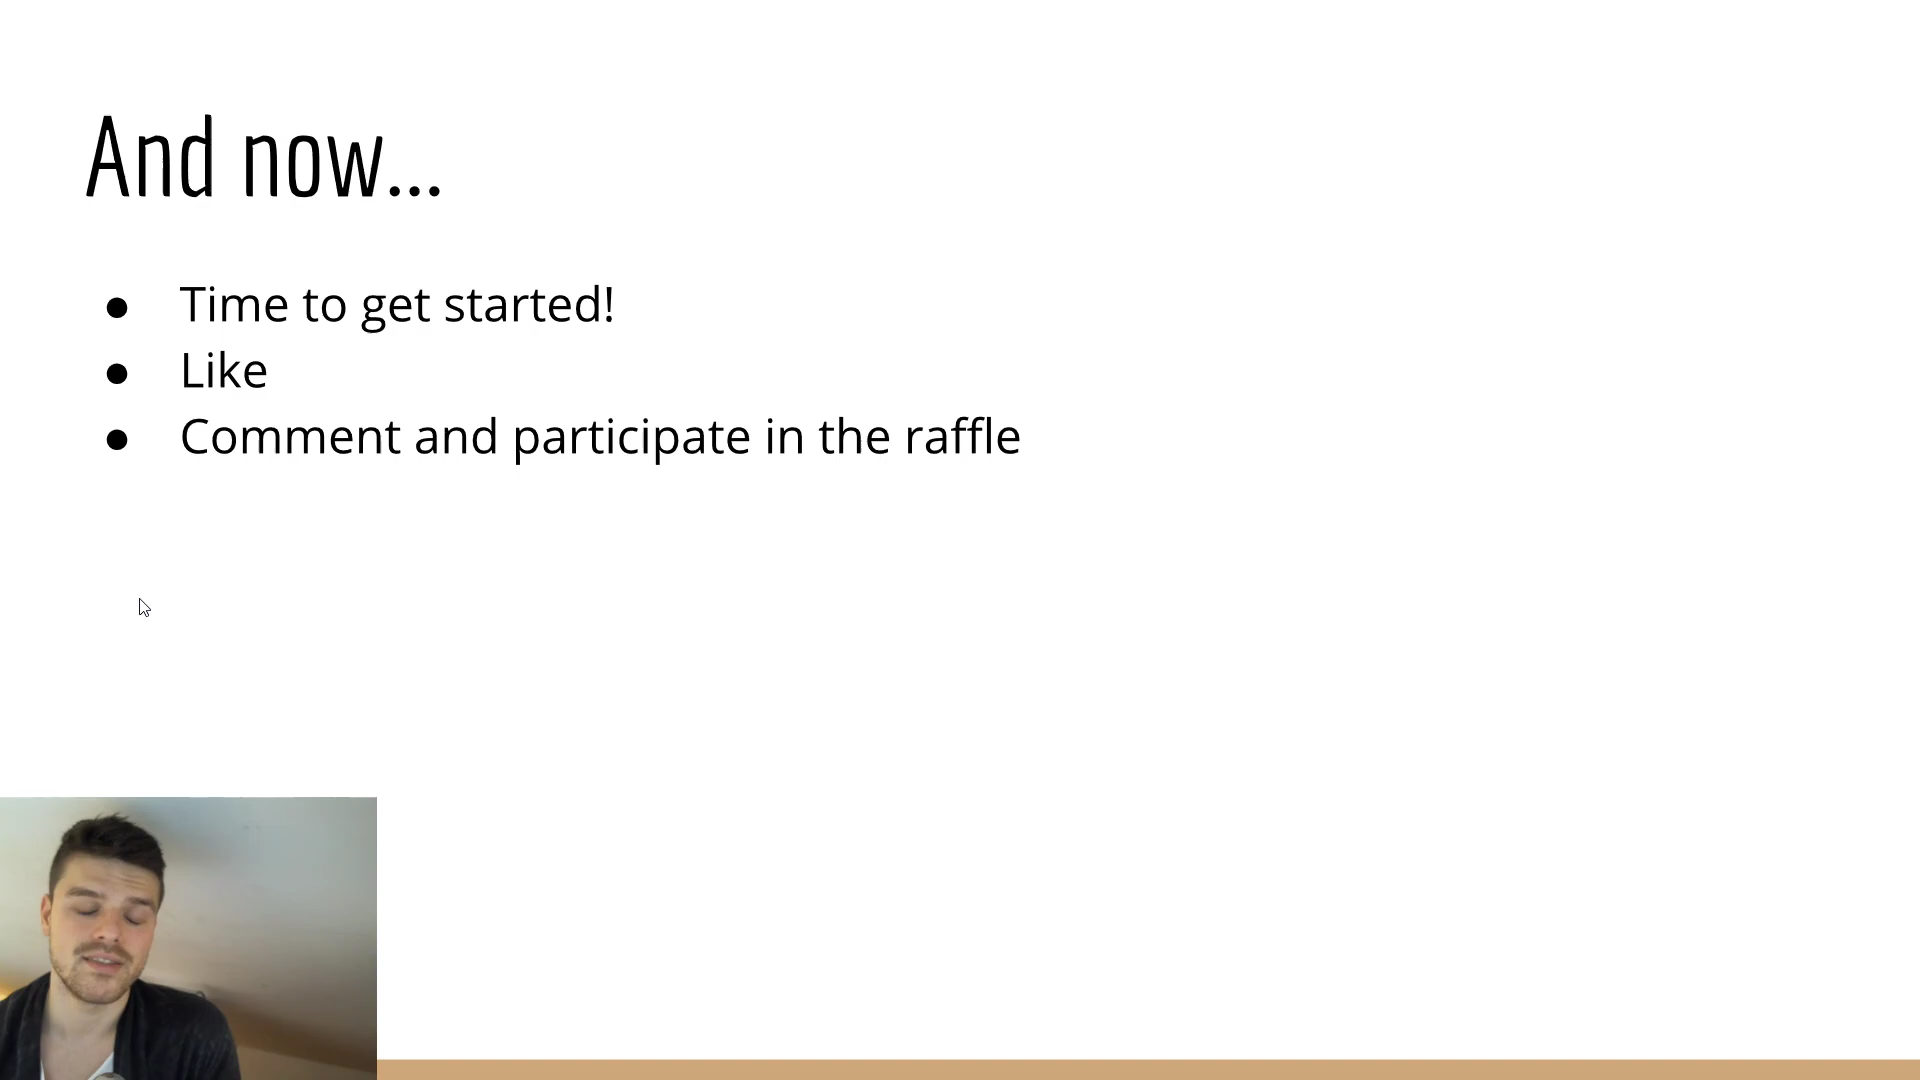 And now...
● Time to get started!
● Like
● Comment and participate in the raffle